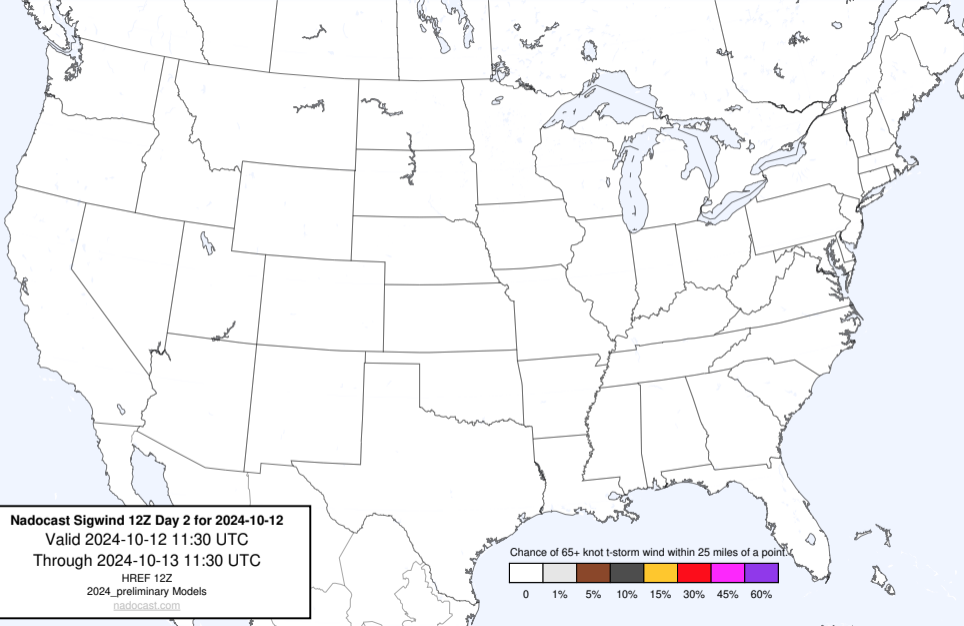 Nadocast Sigwind 12Z Day 2 for 2024-10-12
Valid 2024-10-12 11:30 UTC
Through 2024-10-13 11:30 UTC
HREF 12Z
2024_preliminary Models
nadocast.com
Chance of 65+ knot t-storm wind within 25 miles of a point.
0 1% 5% 10% 15% 30% 45% 60%